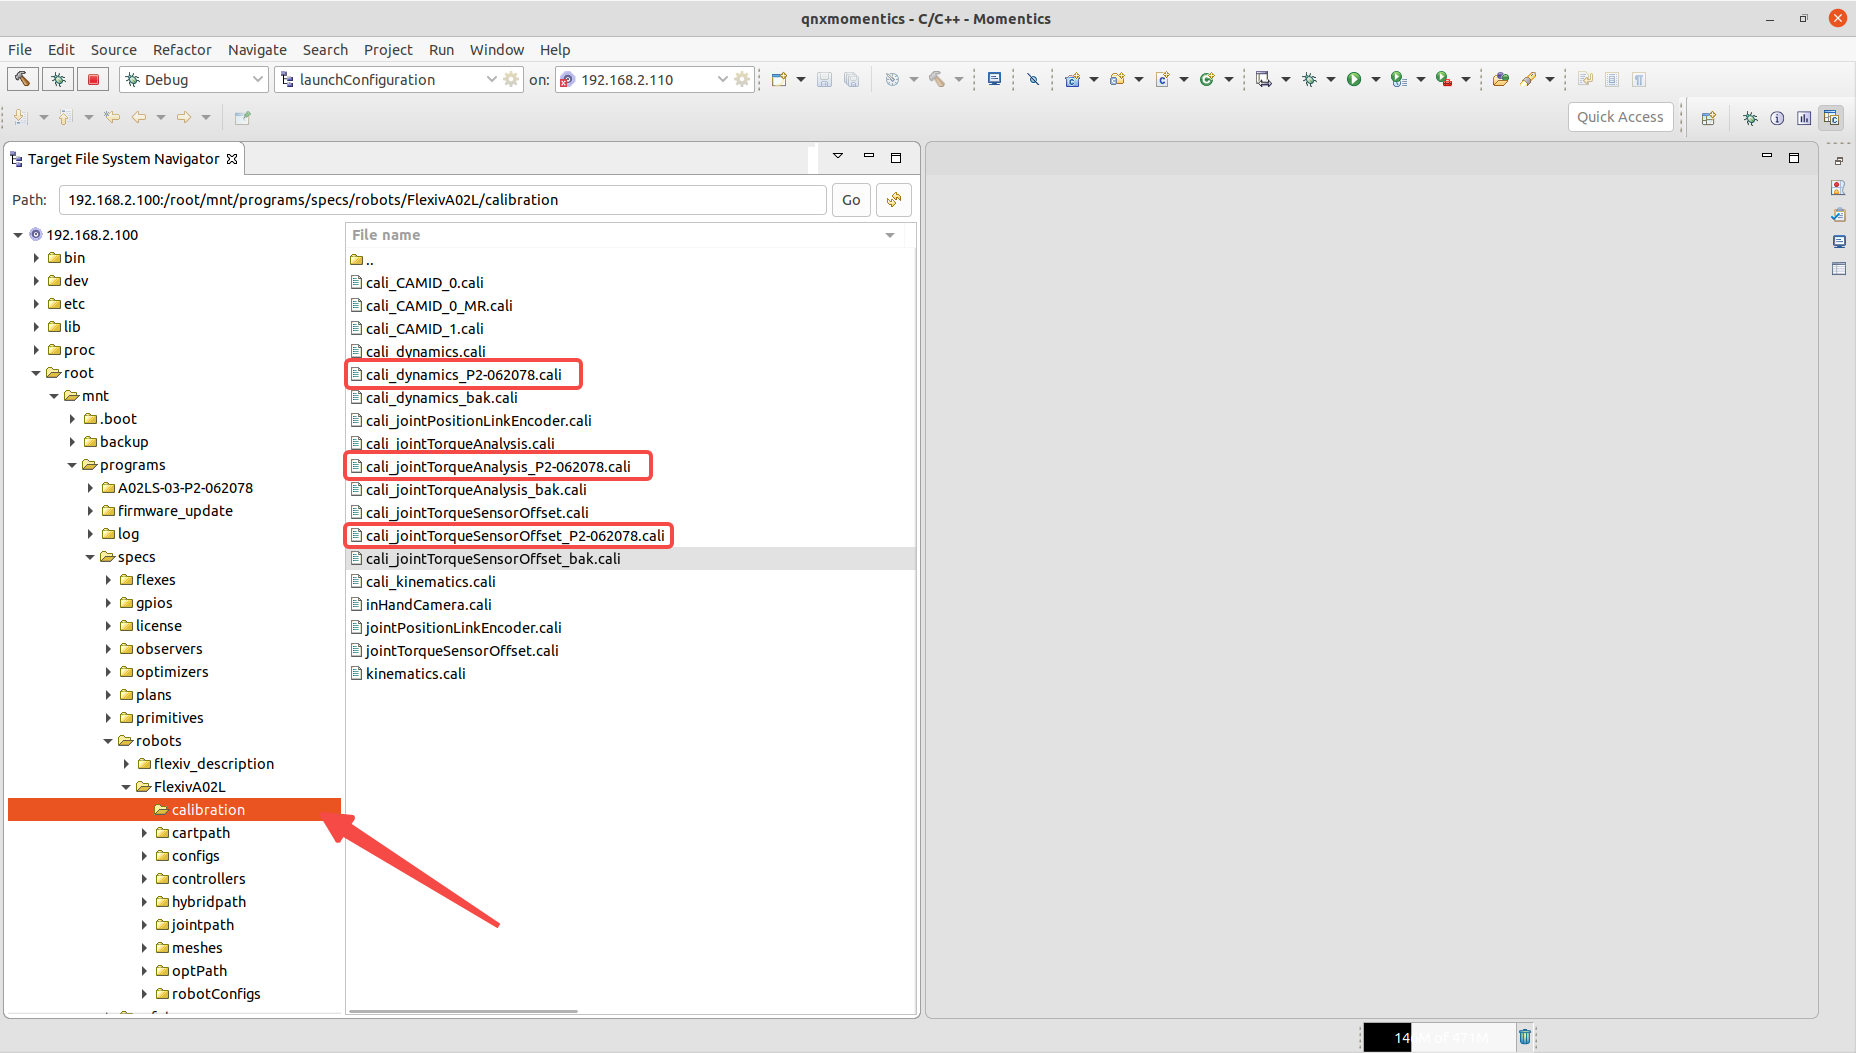 qnxmomentics - C/C++ - Momentics
File Edit Source Refactor Navigate Search Project Run Window Help
Debug launchConfiguration on: 192.168.2.110
Quick Access
Target File System Navigator
Path: 192.168.2.100:/root/mnt/programs/specs/robots/FlexivA02L/calibration Go
192.168.2.100
bin
dev
etc
lib
proc
root
mnt
.boot
backup
programs
A02LS-03-P2-062078
firmware_update
log
specs
flexes
gpios
license
observers
optimizers
plans
primitives
robots
flexiv_description
FlexivA02L
calibration
cartpath
configs
controllers
hybridpath
jointpath
meshes
optPath
robotConfigs
File name
..
cali_CAMID_0.cali
cali_CAMID_0_MR.cali
cali_CAMID_1.cali
cali_dynamics.cali
cali_dynamics_P2-062078.cali
cali_dynamics_bak.cali
cali_jointPositionLinkEncoder.cali
cali_jointTorqueAnalysis.cali
cali_jointTorqueAnalysis_P2-062078.cali
cali_jointTorqueAnalysis_bak.cali
cali_jointTorqueSensorOffset.cali
cali_jointTorqueSensorOffset_P2-062078.cali
cali_jointTorqueSensorOffset_bak.cali
cali_kinematics.cali
inHandCamera.cali
jointPositionLinkEncoder.cali
jointTorqueSensorOffset.cali
kinematics.cali